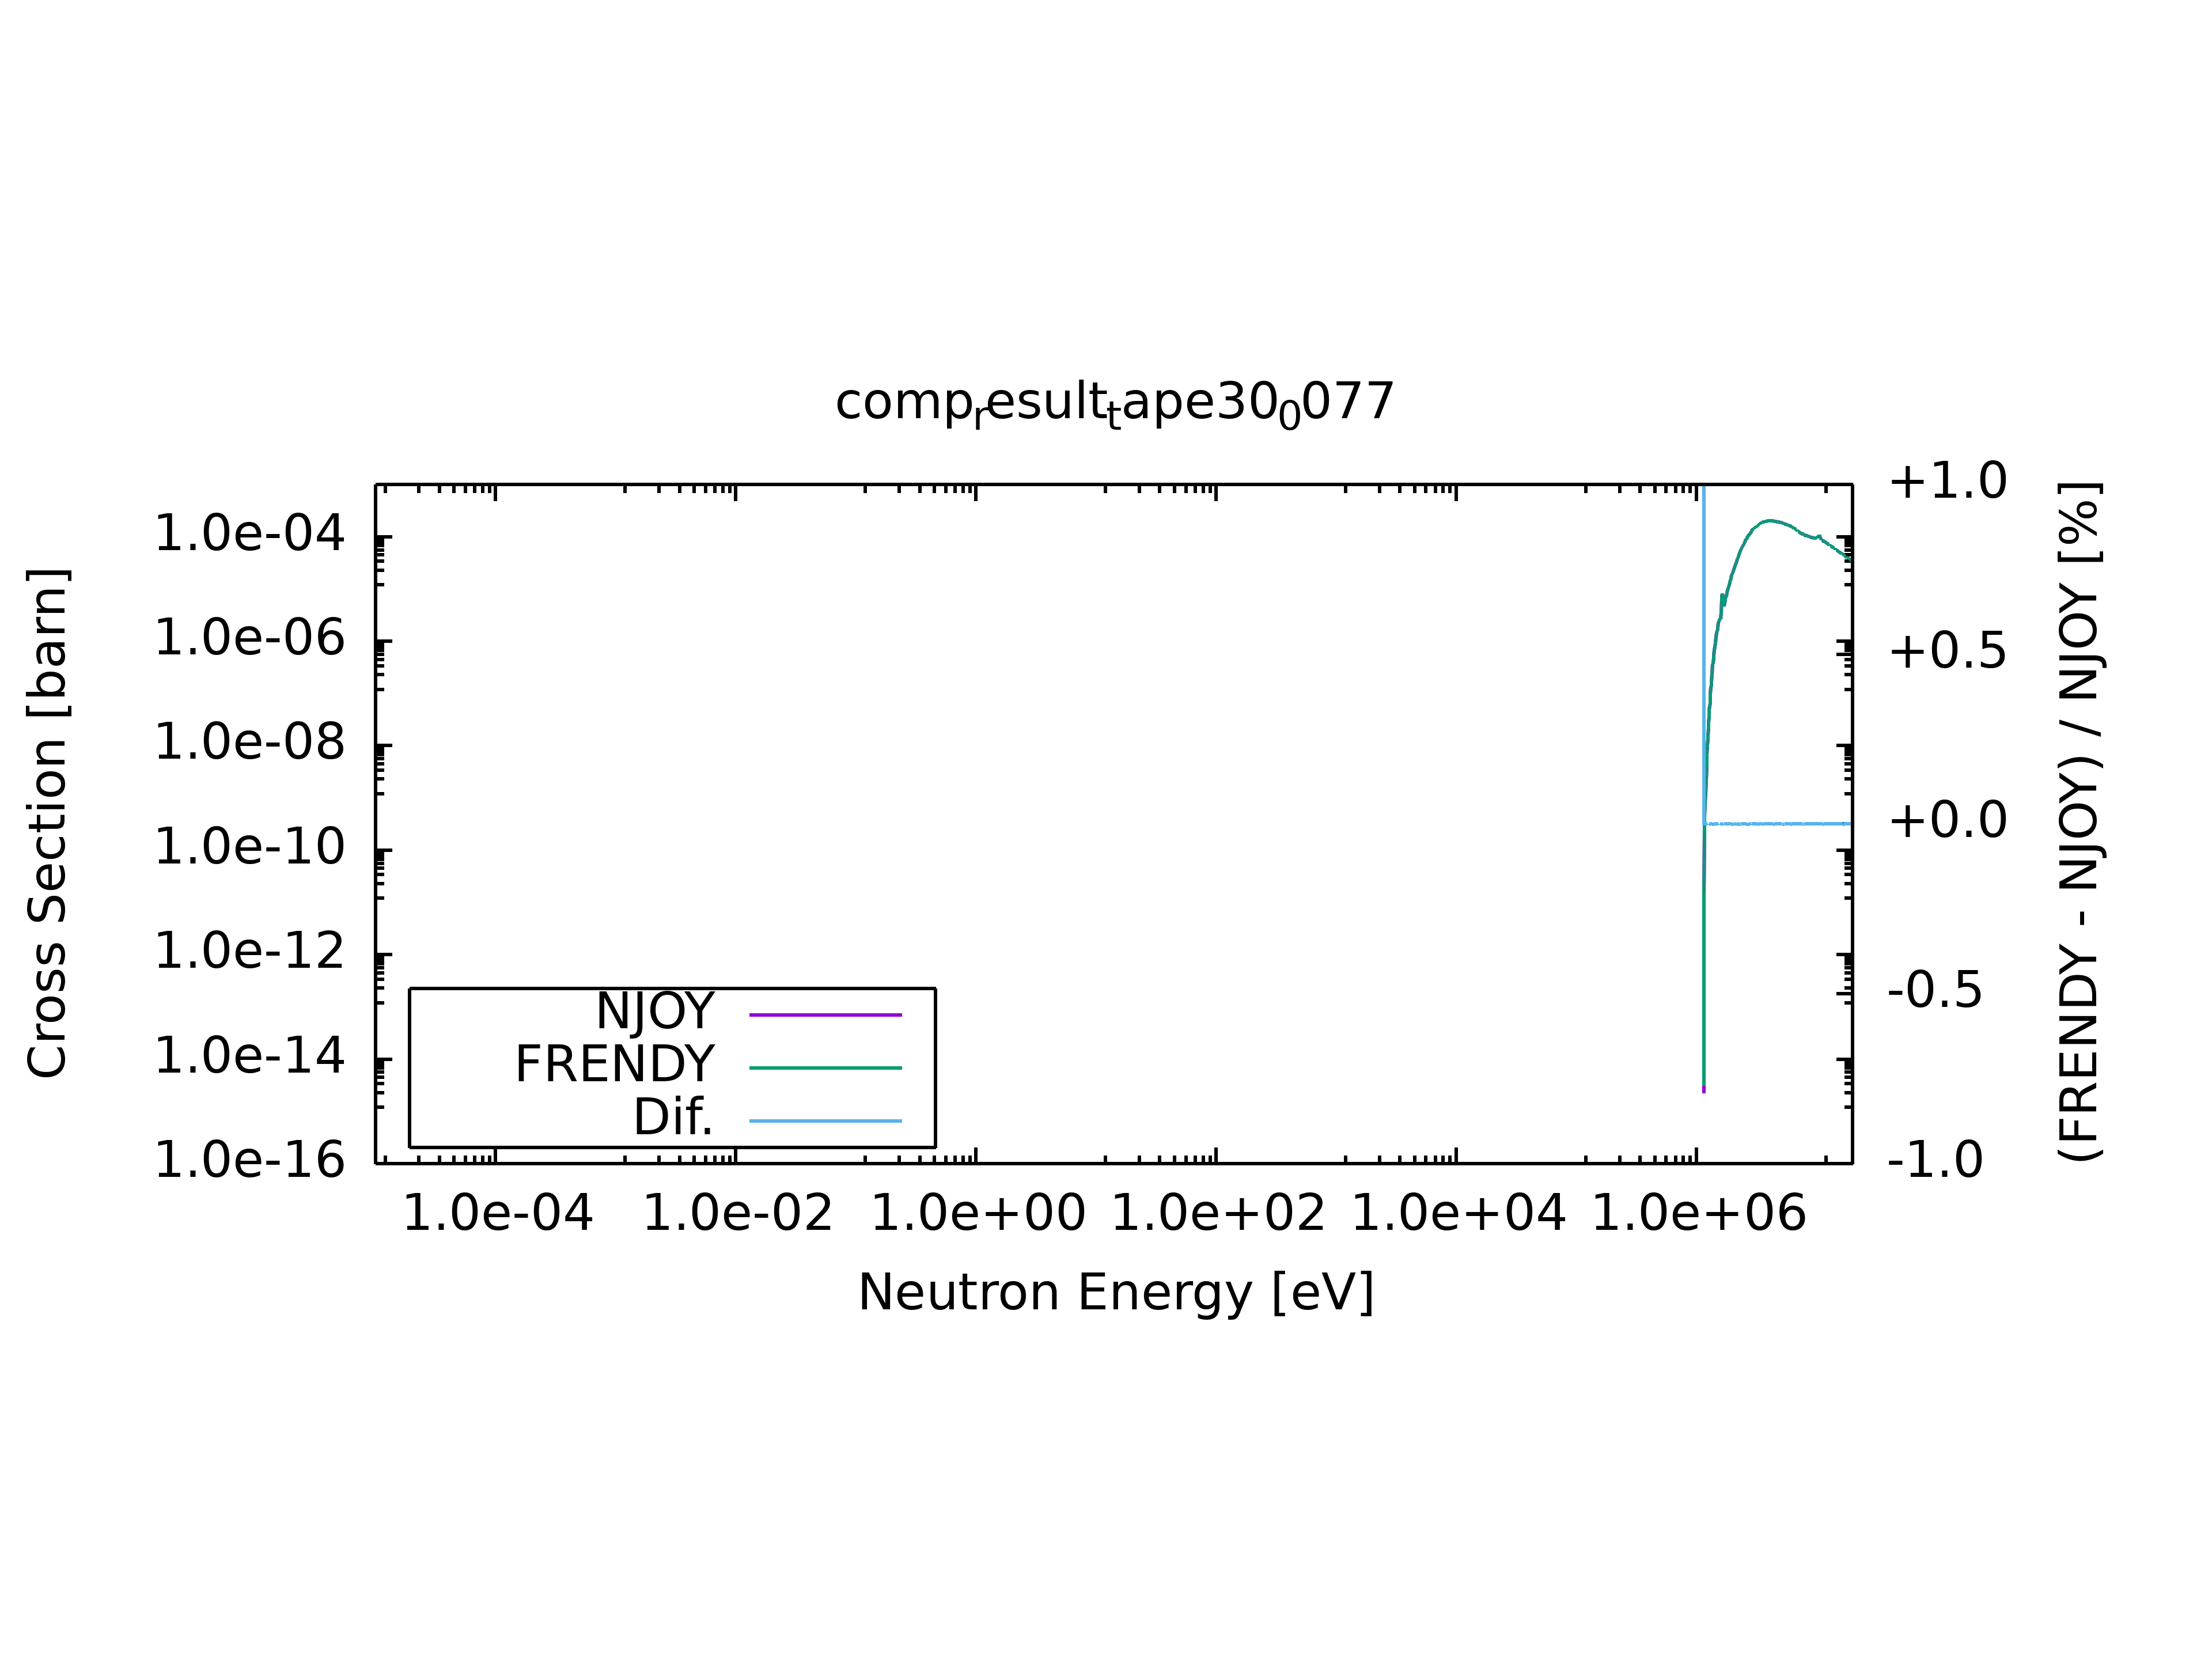 comp_result_tape30_0077
+1.0
+0.5
+0.0
-0.5
-1.0
(FRENDY - NJOY) / NJOY [%]
1.0e-04
1.0e-06
1.0e-08
1.0e-10
1.0e-12
1.0e-14
1.0e-16
Cross Section [barn]
NJOY
FRENDY
Dif.
1.0e-04 1.0e-02 1.0e+00 1.0e+02 1.0e+04 1.0e+06
Neutron Energy [eV]